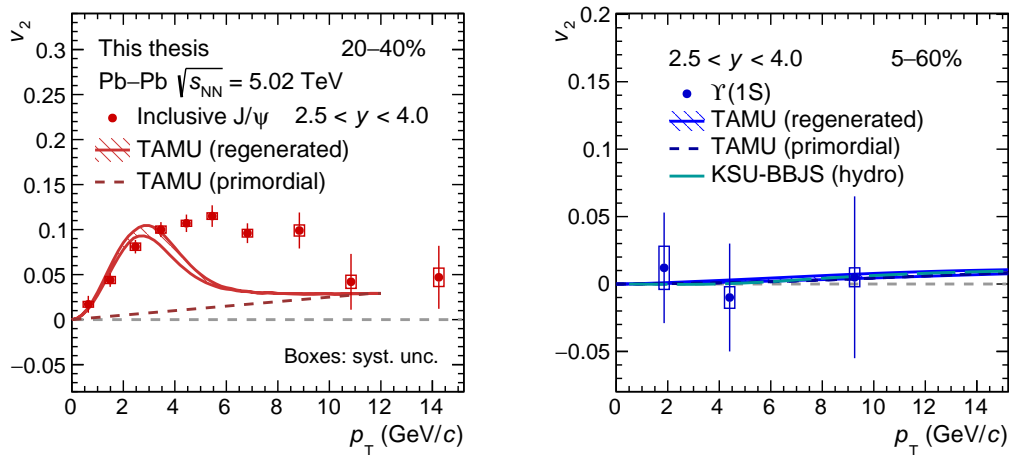 v₂
0.3
0.25
0.2
0.15
0.1
0.05
0
−0.05
This thesis 20–40%
Pb–Pb √s_NN = 5.02 TeV
Inclusive J/ψ 2.5 < y < 4.0
TAMU (regenerated)
TAMU (primordial)
Boxes: syst. unc.
0 2 4 6 8 10 12 14
p_T (GeV/c)
v₂
0.2
0.15
0.1
0.05
0
−0.05
2.5 < y < 4.0 5–60%
ϒ(1S)
TAMU (regenerated)
TAMU (primordial)
KSU-BBJS (hydro)
0 2 4 6 8 10 12 14
p_T (GeV/c)